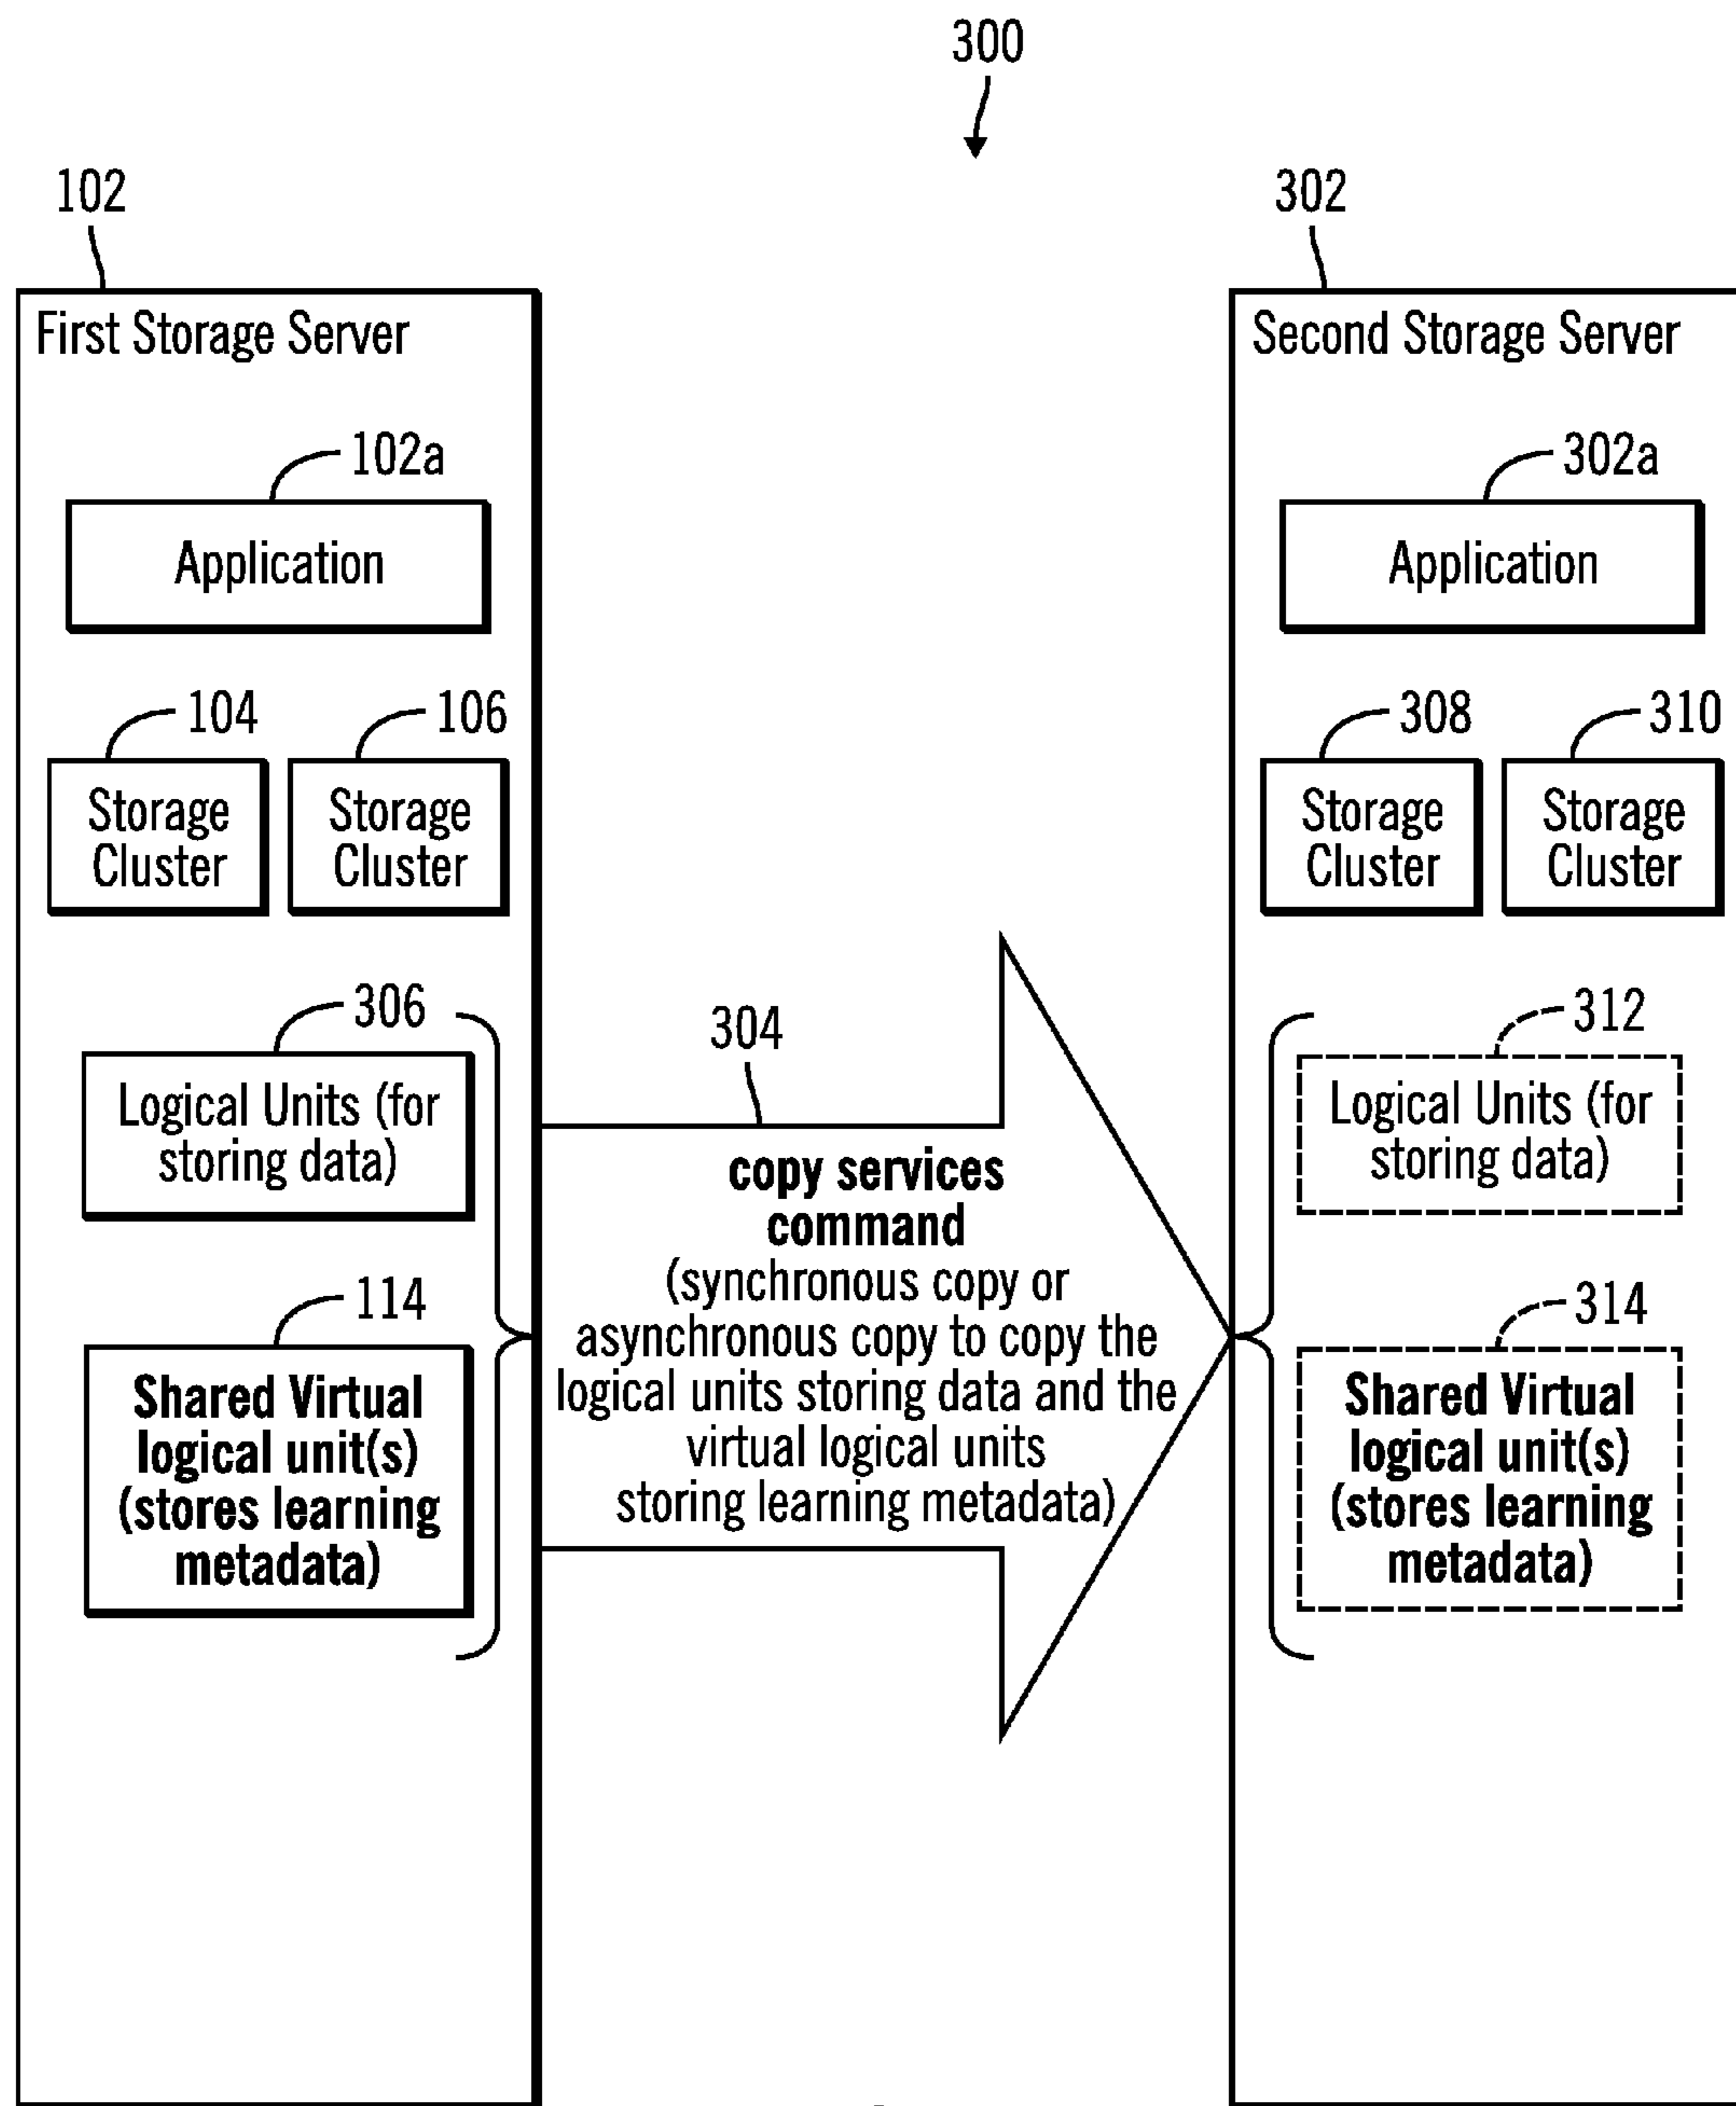 300
102
302
First Storage Server
Second Storage Server
102a
302a
Application
Application
104
106
308
310
Storage
Cluster
Storage
Cluster
Storage
Cluster
Storage
Cluster
306
Logical Units (for
storing data)
114
Shared Virtual
logical unit(s)
(stores learning
metadata)
304
copy services
command
(synchronous copy or
asynchronous copy to copy the
logical units storing data and the
virtual logical units
storing learning metadata)
312
Logical Units (for
storing data)
314
Shared Virtual
logical unit(s)
(stores learning
metadata)